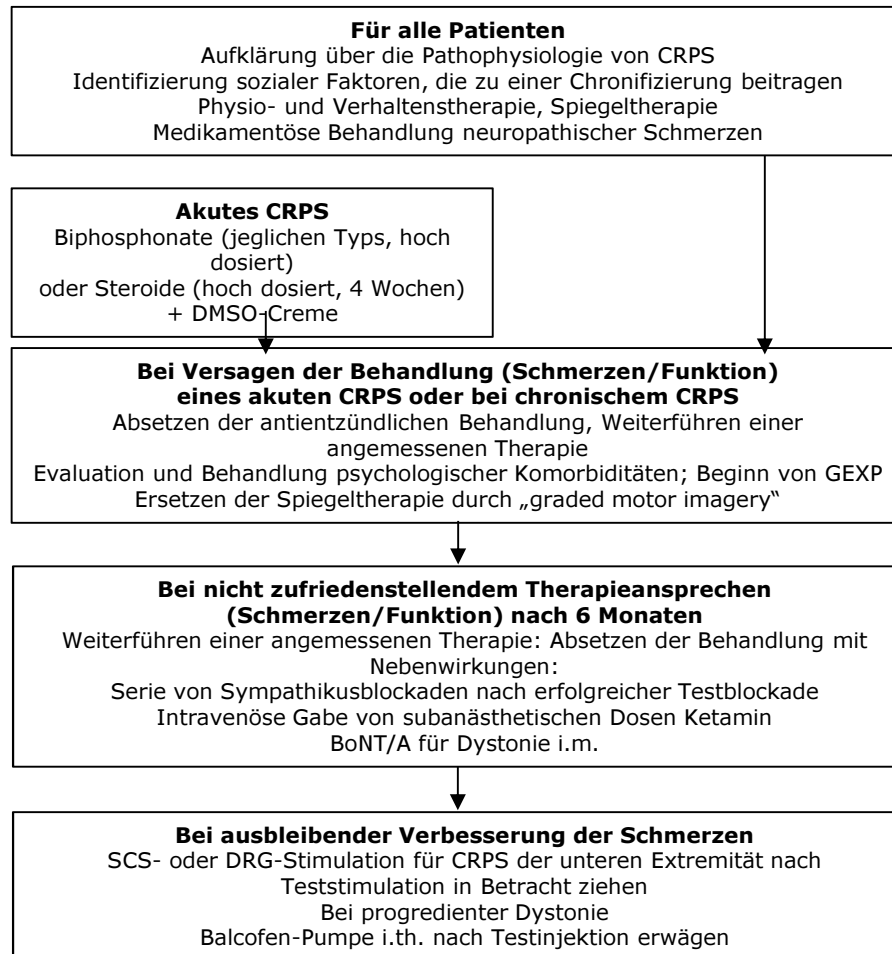 Für alle Patienten
Aufklärung über die Pathophysiologie von CRPS
Identifizierung sozialer Faktoren, die zu einer Chronifizierung beitragen
Physio- und Verhaltenstherapie, Spiegeltherapie
Medikamentöse Behandlung neuropathischer Schmerzen
Akutes CRPS
Biphosphonate (jeglichen Typs, hoch
dosiert)
oder Steroide (hoch dosiert, 4 Wochen)
+ DMSO-Creme
Bei Versagen der Behandlung (Schmerzen/Funktion)
eines akuten CRPS oder bei chronischem CRPS
Absetzen der antientzündlichen Behandlung, Weiterführen einer
angemessenen Therapie
Evaluation und Behandlung psychologischer Komorbiditäten; Beginn von GEXP
Ersetzen der Spiegeltherapie durch „graded motor imagery“
Bei nicht zufriedenstellendem Therapieansprechen
(Schmerzen/Funktion) nach 6 Monaten
Weiterführen einer angemessenen Therapie: Absetzen der Behandlung mit
Nebenwirkungen:
Serie von Sympathikusblockaden nach erfolgreicher Testblockade
Intravenöse Gabe von subanästhetischen Dosen Ketamin
BoNT/A für Dystonie i.m.
Bei ausbleibender Verbesserung der Schmerzen
SCS- oder DRG-Stimulation für CRPS der unteren Extremität nach
Teststimulation in Betracht ziehen
Bei progredienter Dystonie
Balcofen-Pumpe i.th. nach Testinjektion erwägen